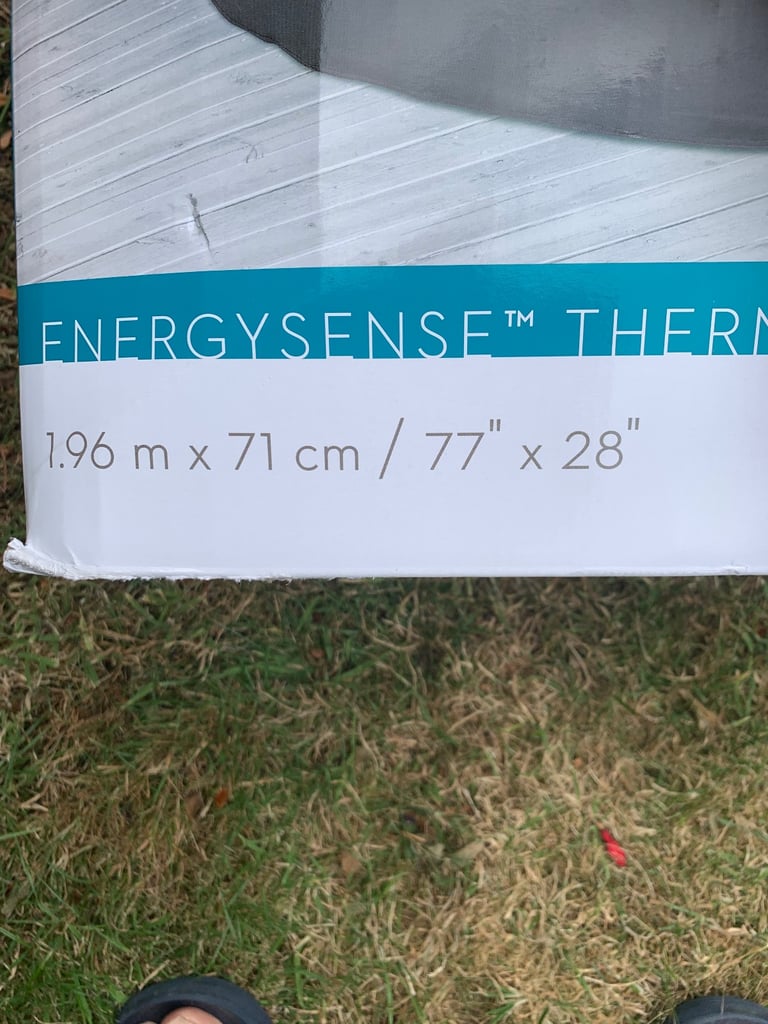 ENERGYSENSE™
1.96 m x 71 cm / 77" x 28"